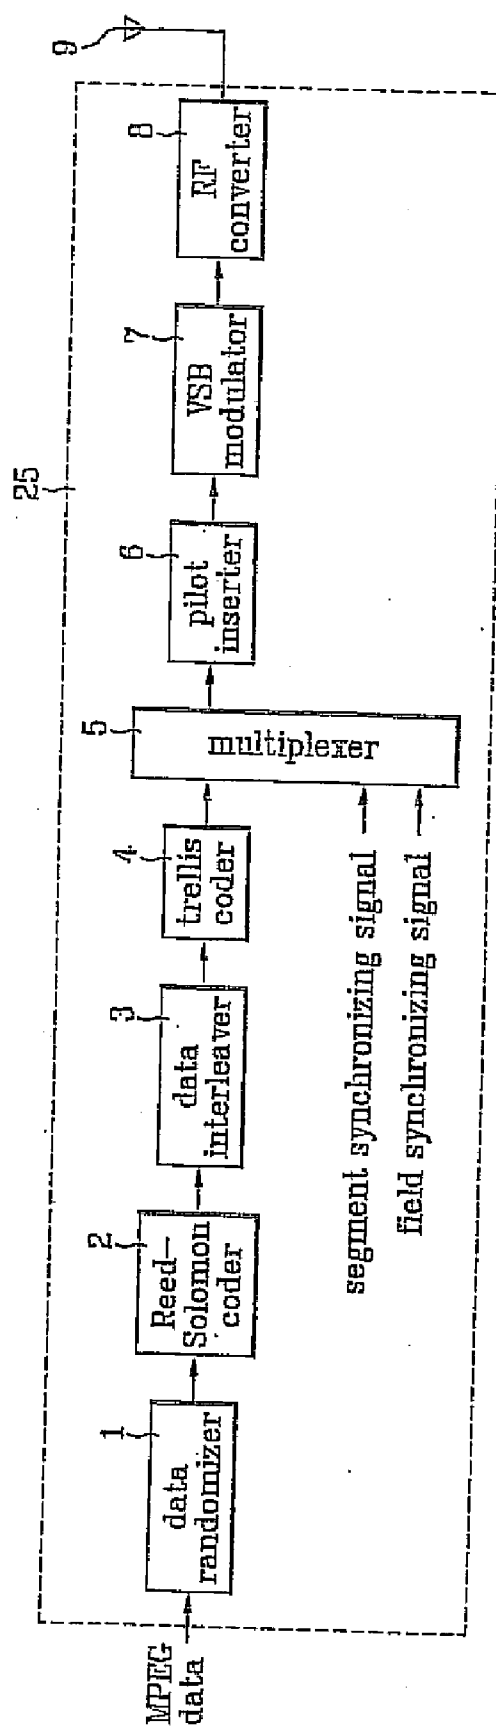 25
MPEG
data
1
data
randomizer
2
Reed-
Solomon
coder
3
data
interleaver
4
trellis
coder
5
multiplexer
segment synchronizing signal
field synchronizing signal
6
pilot
inserter
7
VSB
modulator
8
RF
converter
9